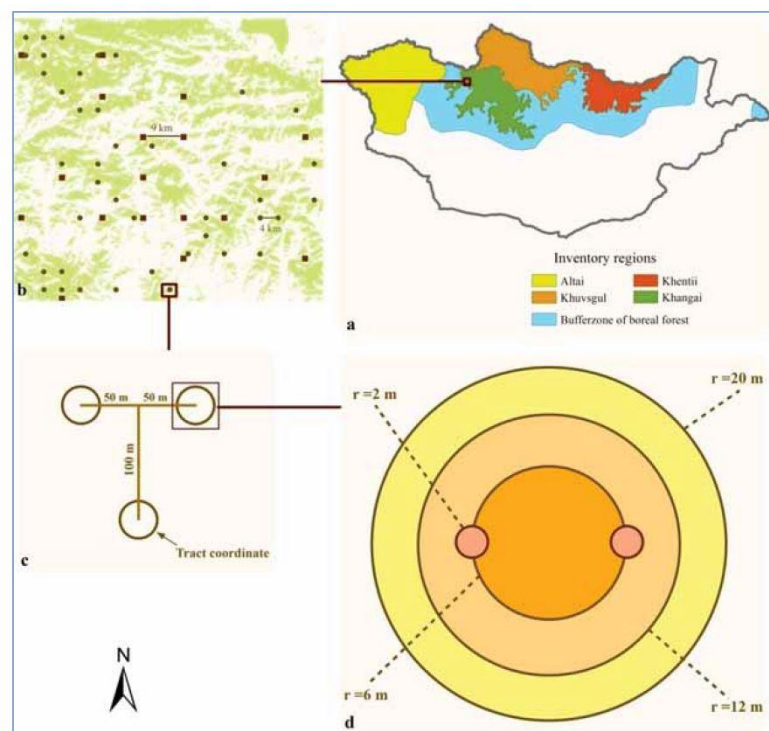 9 km
4 km
b
Inventory regions
Altai
Khentii
Khuvsgul
Khangai
Bufferzone of boreal forest
a
50 m
50 m
100 m
Tract coordinate
c
N
r =2 m
r =20 m
r =6 m
r =12 m
d